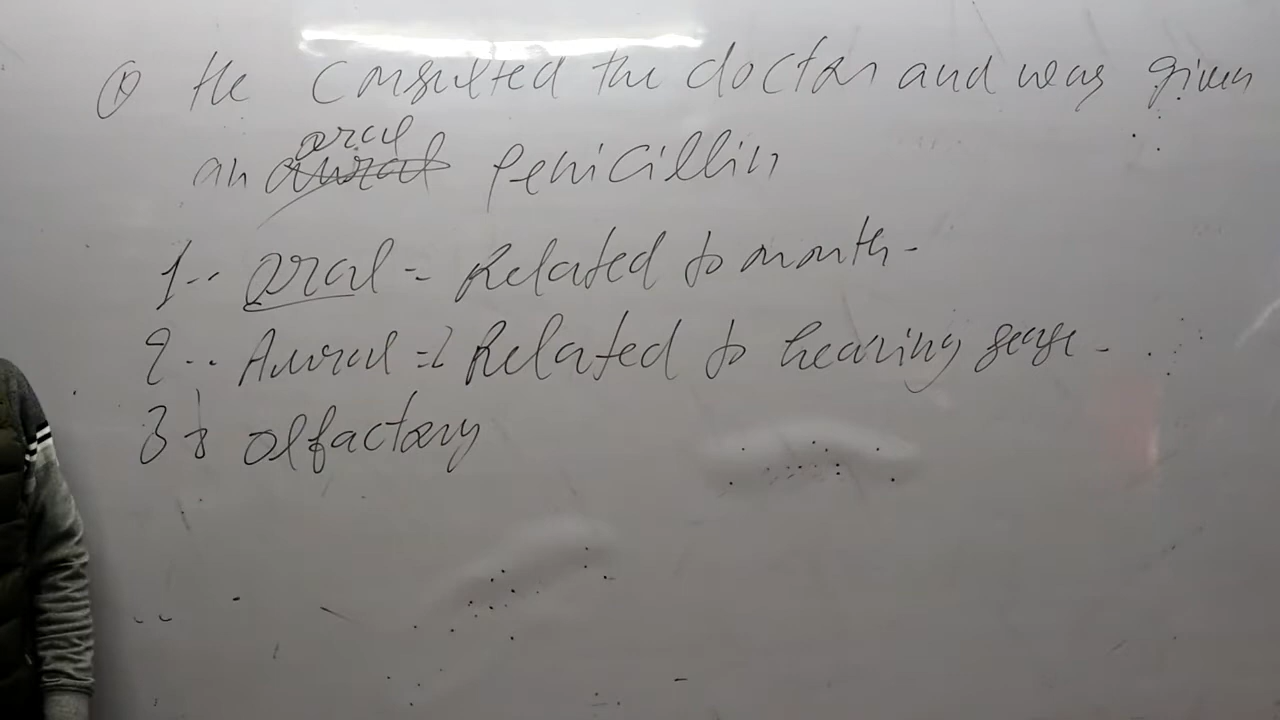 ① He consulted the doctor and was given
oral
an aural penicillin
1.. oral = Related to mouth -
2.. Aural = Related to hearing sense -
3. olfactory